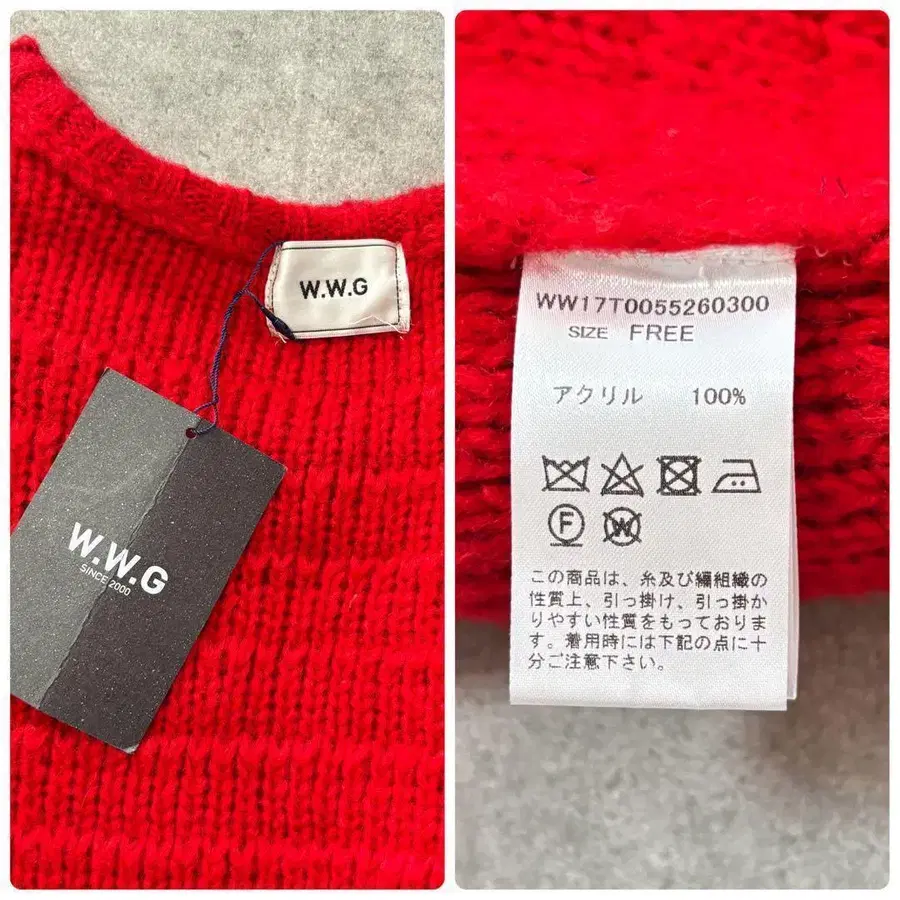 W.W.G
W.W.G
SINCE 2000
WW17T0055260300
SIZE FREE
アクリル 100%
F
W
この商品は、糸及び編組織の
性質上、引っ掛け、引っ掛か
りやすい性質をもっておりま
す。着用時には下記の点に十
分ご注意下さい。